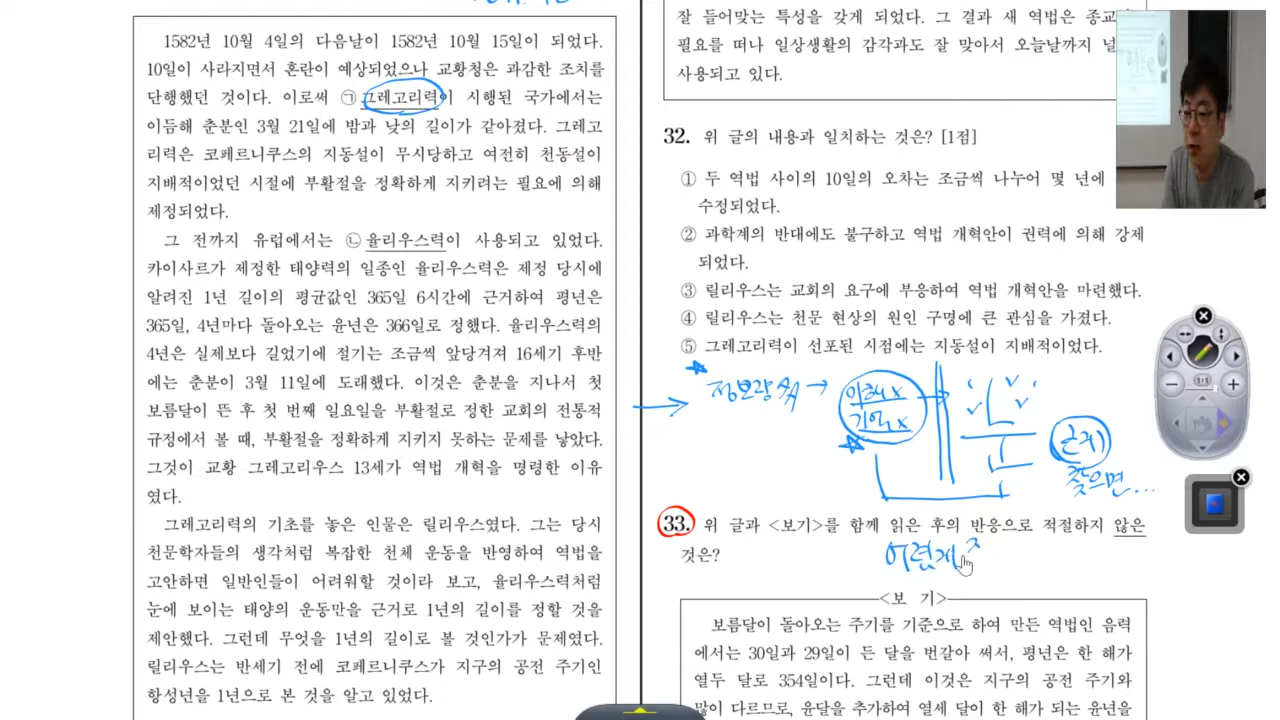 1582년 10월 4일의 다음날이 1582년 10월 15일이 되었다.
10일이 사라지면서 혼란이 예상되었으나 교황청은 과감한 조치를
단행했던 것이다. 이로써 ㉠ 그레고리력이 시행된 국가에서는
이듬해 춘분인 3월 21일에 밤과 낮의 길이가 같아졌다. 그레고
리력은 코페르니쿠스의 지동설이 무시당하고 여전히 천동설이
지배적이었던 시절에 부활절을 정확하게 지키려는 필요에 의해
제정되었다.
그 전까지 유럽에서는 ㉡ 율리우스력이 사용되고 있었다.
카이사르가 제정한 태양력의 일종인 율리우스력은 제정 당시에
알려진 1년 길이의 평균값인 365일 6시간에 근거하여 평년은
365일, 4년마다 돌아오는 윤년은 366일로 정했다. 율리우스력의
4년은 실제보다 길었기에 절기는 조금씩 앞당겨져 16세기 후반
에는 춘분이 3월 11일에 도래했다. 이것은 춘분을 지나서 첫
보름달이 뜬 후 첫 번째 일요일을 부활절로 정한 교회의 전통적
규정에서 볼 때, 부활절을 정확하게 지키지 못하는 문제를 낳았다.
그것이 교황 그레고리우스 13세가 역법 개혁을 명령한 이유
였다.
그레고리력의 기초를 놓은 인물은 릴리우스였다. 그는 당시
천문학자들의 생각처럼 복잡한 천체 운동을 반영하여 역법을
고안하면 일반인들이 어려워할 것이라 보고, 율리우스력처럼
눈에 보이는 태양의 운동만을 근거로 1년의 길이를 정할 것을
제안했다. 그런데 무엇을 1년의 길이로 볼 것인가가 문제였다.
릴리우스는 반세기 전에 코페르니쿠스가 지구의 공전 주기인
항성년을 1년으로 본 것을 알고 있었다.
잘 들어맞는 특성을 갖게 되었다. 그 결과 새 역법은 종교
필요를 떠나 일상생활의 감각과도 잘 맞아서 오늘날까지 널
사용되고 있다.
32. 위 글의 내용과 일치하는 것은? [1점]
① 두 역법 사이의 10일의 오차는 조금씩 나누어 몇 년에
수정되었다.
② 과학계의 반대에도 불구하고 역법 개혁안이 권력에 의해 강제
되었다.
③ 릴리우스는 교회의 요구에 부응하여 역법 개혁안을 마련했다.
④ 릴리우스는 천문 현상의 원인 구명에 큰 관심을 가졌다.
⑤ 그레고리력이 선포된 시점에는 지동설이 지배적이었다.
정보량 → 이해 x
기억 x
근거
찾으면...
33. 위 글과 <보기>를 함께 읽은 후의 반응으로 적절하지 않은
것은?
어렵게
<보 기>
보름달이 돌아오는 주기를 기준으로 하여 만든 역법인 음력
에서는 30일과 29일이 든 달을 번갈아 써서, 평년은 한 해가
열두 달로 354일이다. 그런데 이것은 지구의 공전 주기와
많이 다르므로, 윤달을 추가하여 열세 달이 한 해가 되는 윤년을